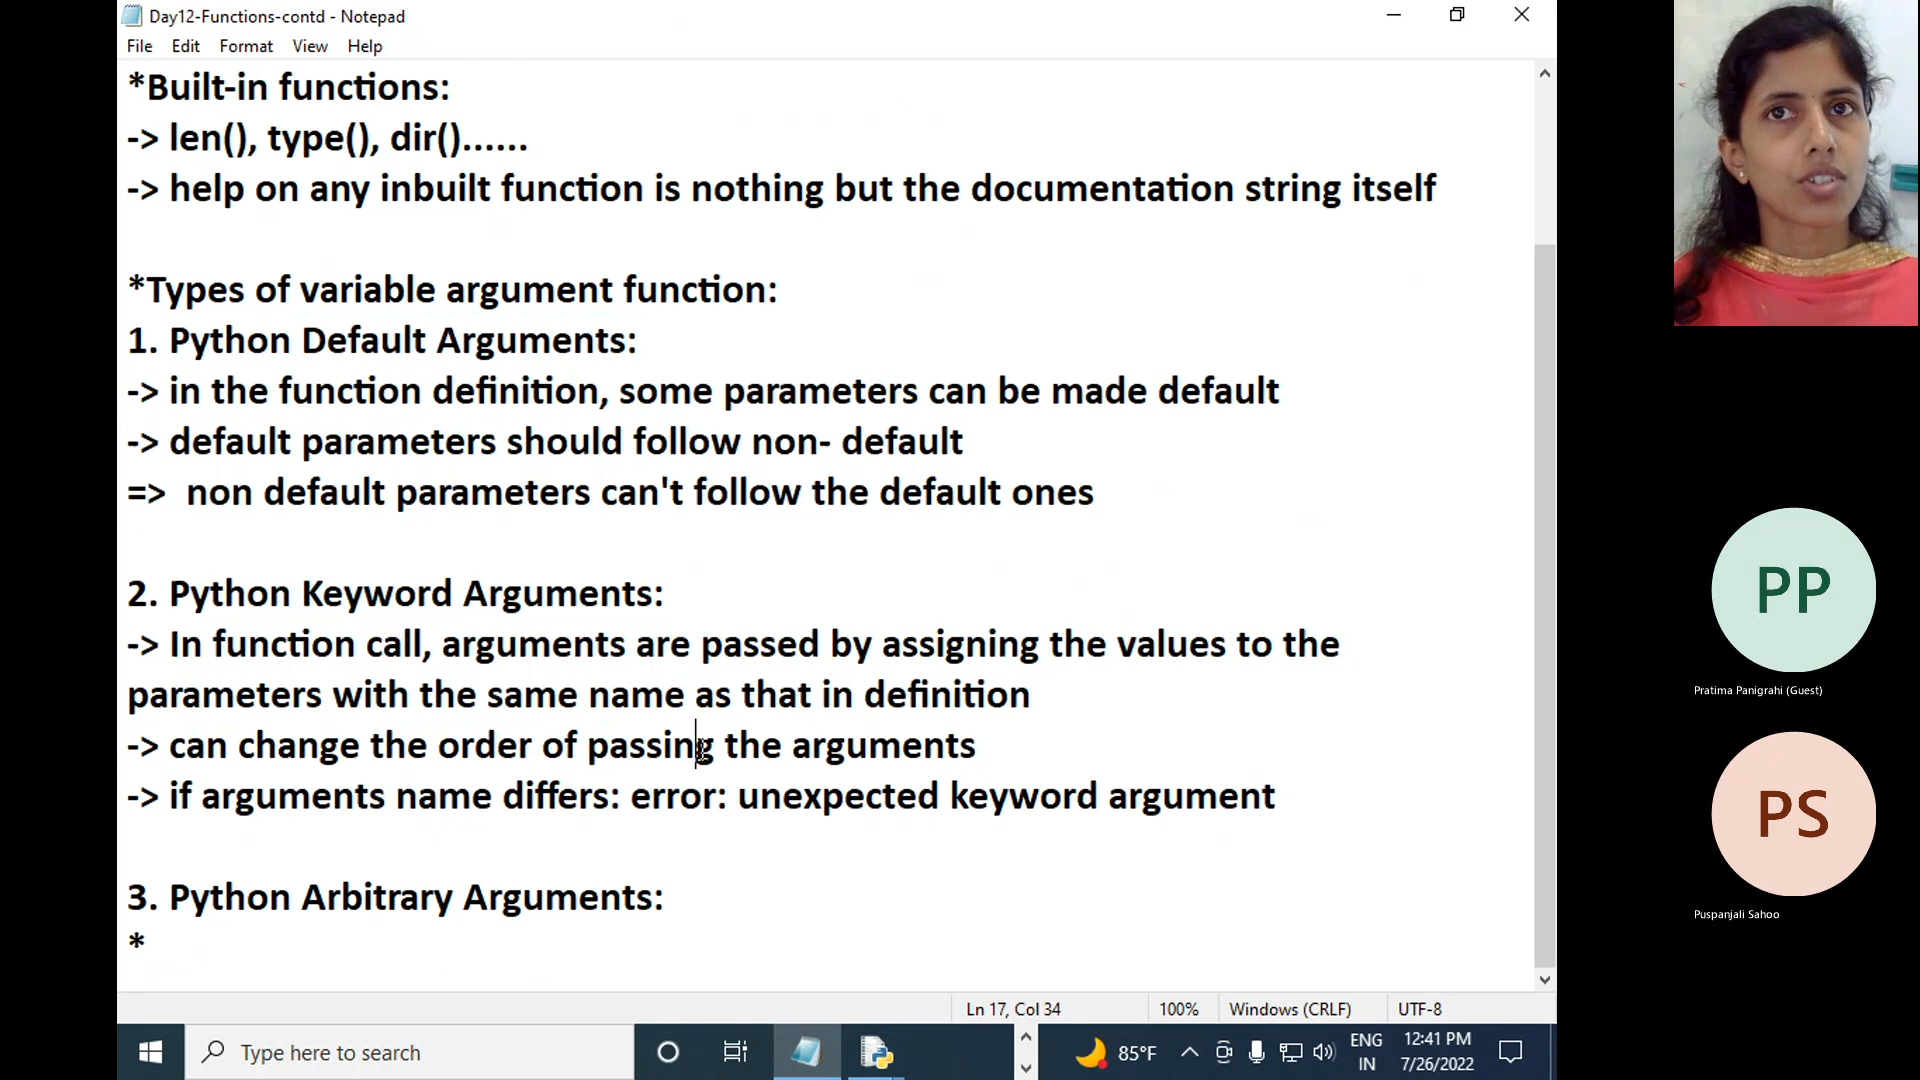 Day12-Functions-contd - Notepad
File Edit Format View Help
*Built-in functions:
-> len(), type(), dir()......
-> help on any inbuilt function is nothing but the documentation string itself
*Types of variable argument function:
1. Python Default Arguments:
-> in the function definition, some parameters can be made default
-> default parameters should follow non- default
=>  non default parameters can't follow the default ones
2. Python Keyword Arguments:
-> In function call, arguments are passed by assigning the values to the
parameters with the same name as that in definition
-> can change the order of passing the arguments
-> if arguments name differs: error: unexpected keyword argument
3. Python Arbitrary Arguments:
*
Ln 17, Col 34 100% Windows (CRLF) UTF-8
Type here to search
85°F
ENG
IN
12:41 PM
7/26/2022
PP
Pratima Panigrahi (Guest)
PS
Puspanjali Sahoo